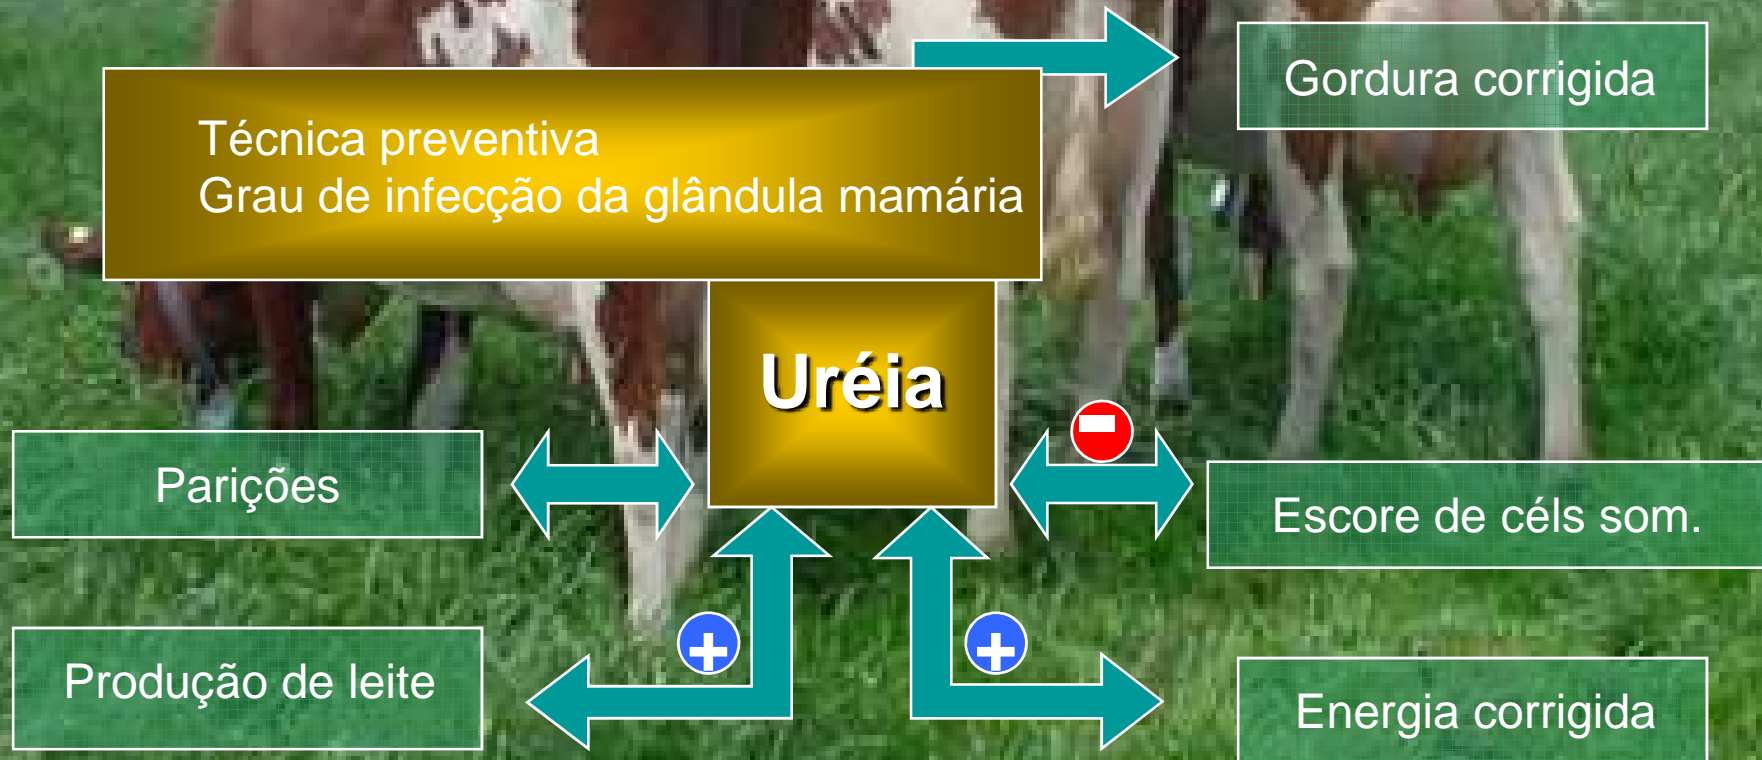 Gordura corrigida
Técnica preventiva
Grau de infecção da glândula mamária
Uréia
Parições
Escore de céls som.
Produção de leite
Energia corrigida